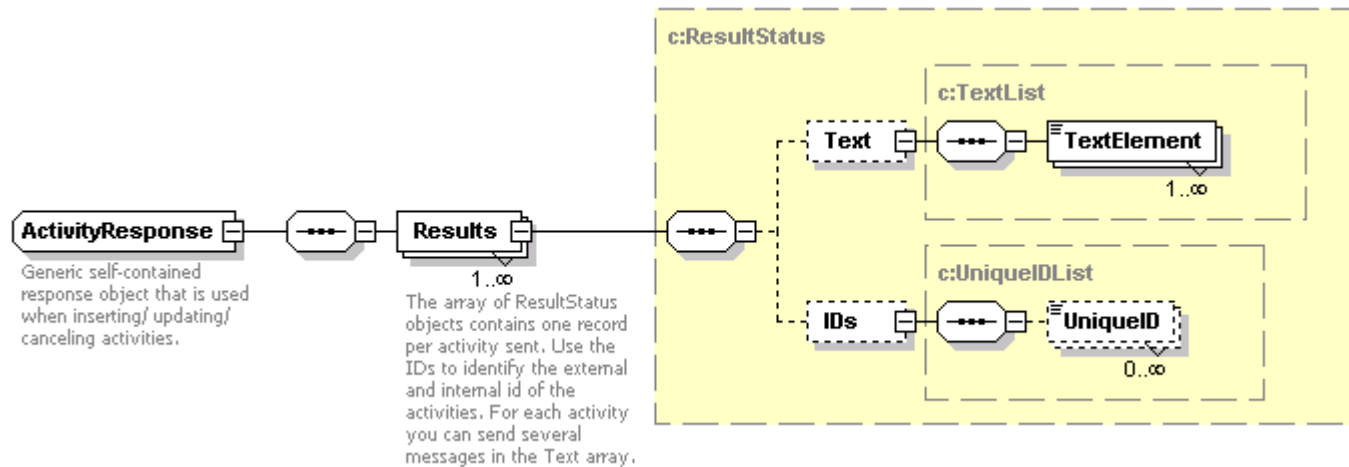 c:ResultStatus
c:TextList
Text
TextElement
1..∞
ActivityResponse
Generic self-contained
response object that is used
when inserting/ updating/
canceling activities.
Results
1..∞
The array of ResultStatus
objects contains one record
per activity sent. Use the
IDs to identify the external
and internal id of the
activities. For each activity
you can send several
messages in the Text array.
c:UniqueIDList
IDs
UniqueID
0..∞